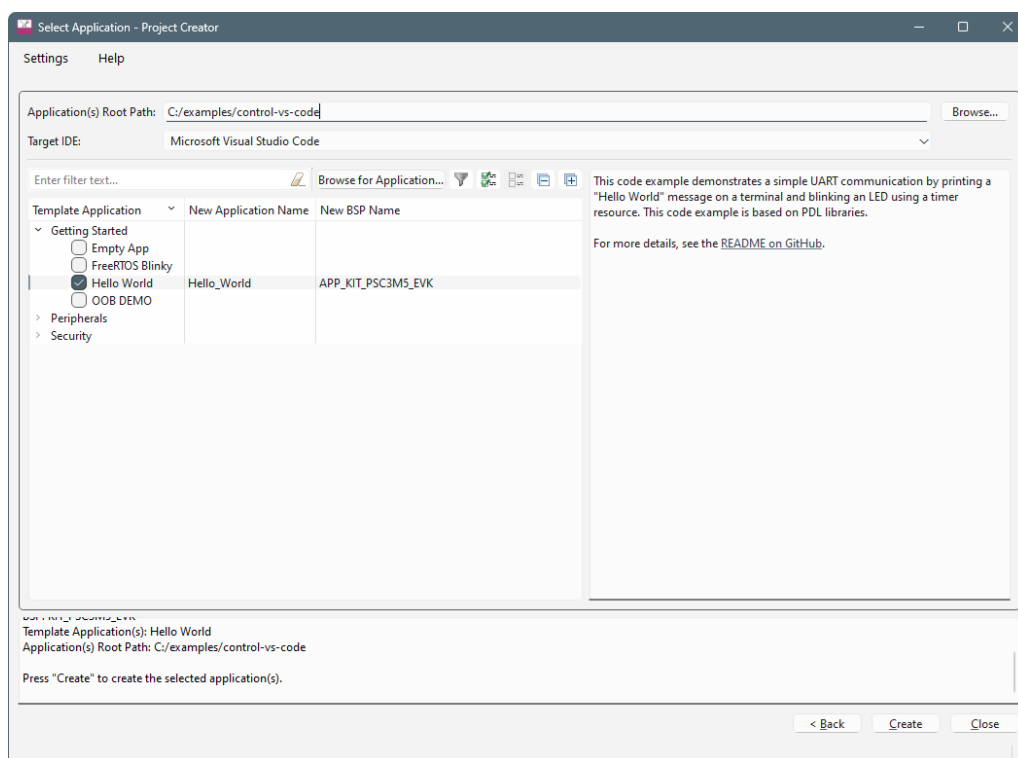 Select Application - Project Creator
Settings Help
Application(s) Root Path: C:/examples/control-vs-code
Browse...
Target IDE: Microsoft Visual Studio Code
Enter filter text...
Browse for Application...
Template Application New Application Name New BSP Name
Getting Started
Empty App
FreeRTOS Blinky
Hello World Hello_World APP_KIT_PSC3M5_EVK
OOB DEMO
Peripherals
Security
This code example demonstrates a simple UART communication by printing a
"Hello World" message on a terminal and blinking an LED using a timer
resource. This code example is based on PDL libraries.
For more details, see the README on GitHub.
BSP: KIT_PSC3M5_EVK
Template Application(s): Hello World
Application(s) Root Path: C:/examples/control-vs-code
Press "Create" to create the selected application(s).
< Back Create Close